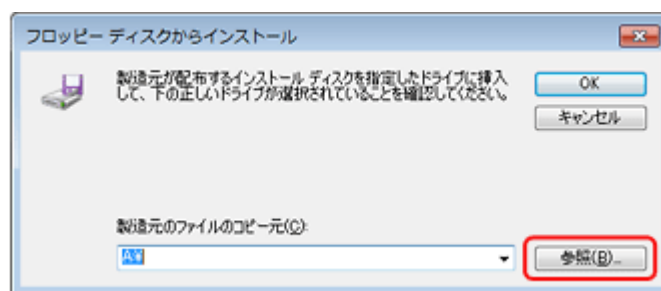 フロッピー ディスクからインストール
製造元が配布するインストール ディスクを指定したドライブに挿入
して、下の正しいドライブが選択されていることを確認してください。
OK
キャンセル
製造元のファイルのコピー元(C):
A:¥
参照(B)...